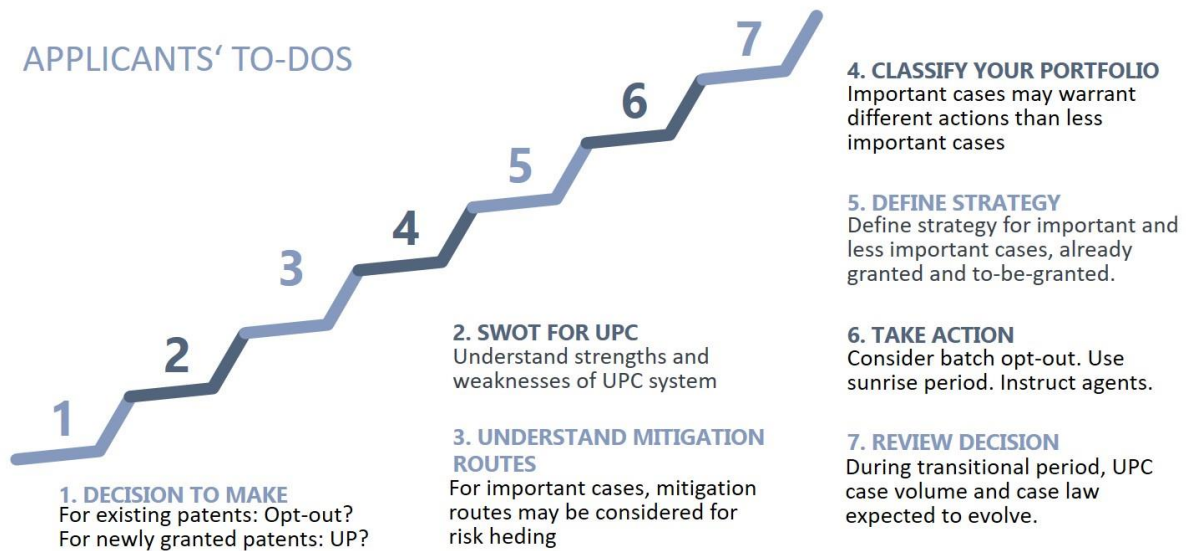 APPLICANTS‘ TO-DOS
1
2
3
4
5
6
7
1. DECISION TO MAKE
For existing patents: Opt-out?
For newly granted patents: UP?
2. SWOT FOR UPC
Understand strengths and
weaknesses of UPC system
3. UNDERSTAND MITIGATION
ROUTES
For important cases, mitigation
routes may be considered for
risk heding
4. CLASSIFY YOUR PORTFOLIO
Important cases may warrant
different actions than less
important cases
5. DEFINE STRATEGY
Define strategy for important and
less important cases, already
granted and to-be-granted.
6. TAKE ACTION
Consider batch opt-out. Use
sunrise period. Instruct agents.
7. REVIEW DECISION
During transitional period, UPC
case volume and case law
expected to evolve.